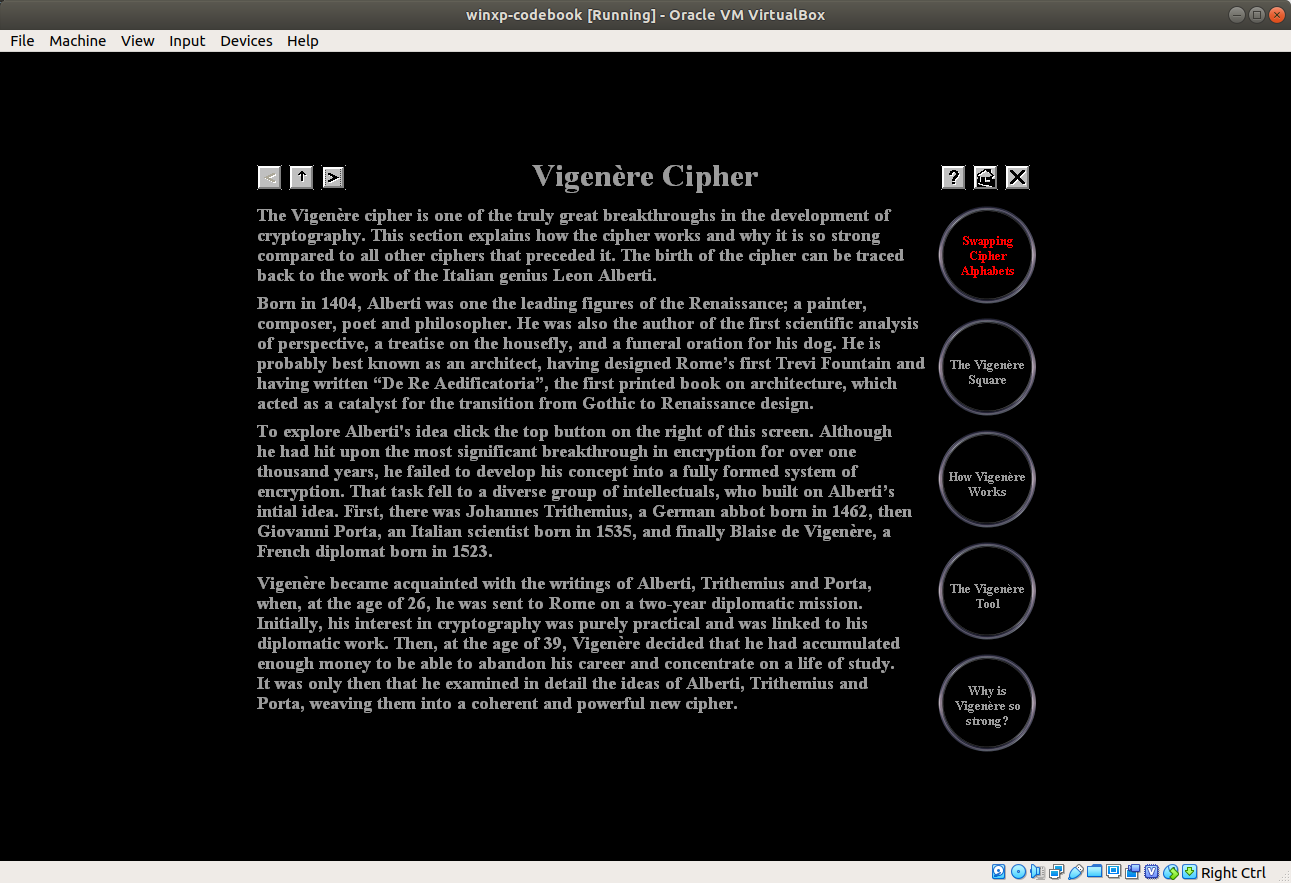 winxp-codebook [Running] - Oracle VM VirtualBox
File Machine View Input Devices Help
< ↑ > Vigenère Cipher ? X
The Vigenère cipher is one of the truly great breakthroughs in the development of
cryptography. This section explains how the cipher works and why it is so strong
compared to all other ciphers that preceded it. The birth of the cipher can be traced
back to the work of the Italian genius Leon Alberti.
Born in 1404, Alberti was one the leading figures of the Renaissance; a painter,
composer, poet and philosopher. He was also the author of the first scientific analysis
of perspective, a treatise on the housefly, and a funeral oration for his dog. He is
probably best known as an architect, having designed Rome’s first Trevi Fountain and
having written “De Re Aedificatoria”, the first printed book on architecture, which
acted as a catalyst for the transition from Gothic to Renaissance design.
To explore Alberti's idea click the top button on the right of this screen. Although
he had hit upon the most significant breakthrough in encryption for over one
thousand years, he failed to develop his concept into a fully formed system of
encryption. That task fell to a diverse group of intellectuals, who built on Alberti’s
intial idea. First, there was Johannes Trithemius, a German abbot born in 1462, then
Giovanni Porta, an Italian scientist born in 1535, and finally Blaise de Vigenère, a
French diplomat born in 1523.
Vigenère became acquainted with the writings of Alberti, Trithemius and Porta,
when, at the age of 26, he was sent to Rome on a two-year diplomatic mission.
Initially, his interest in cryptography was purely practical and was linked to his
diplomatic work. Then, at the age of 39, Vigenère decided that he had accumulated
enough money to be able to abandon his career and concentrate on a life of study.
It was only then that he examined in detail the ideas of Alberti, Trithemius and
Porta, weaving them into a coherent and powerful new cipher.
Swapping
Cipher
Alphabets
The Vigenère
Square
How Vigenère
Works
The Vigenère
Tool
Why is
Vigenère so
strong?
Right Ctrl